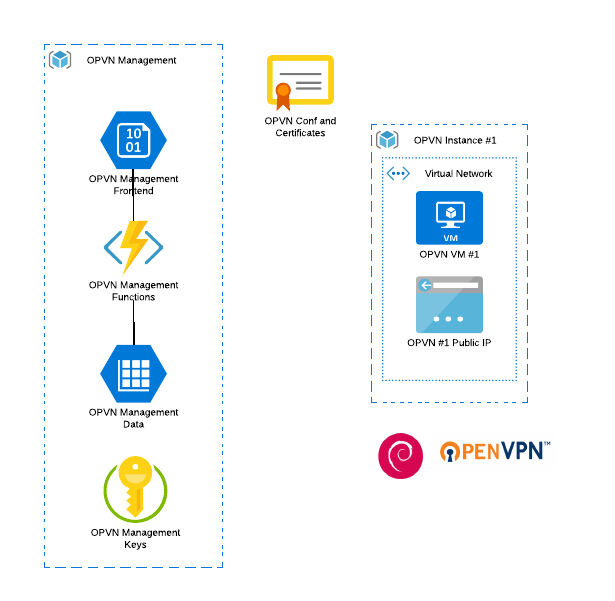 OPVN Management
10
01
OPVN Management
Frontend
OPVN Management
Functions
OPVN Management
Data
OPVN Management
Keys
OPVN Conf and
Certificates
OPVN Instance #1
Virtual Network
VM
OPVN VM #1
OPVN #1 Public IP
OPENVPN™